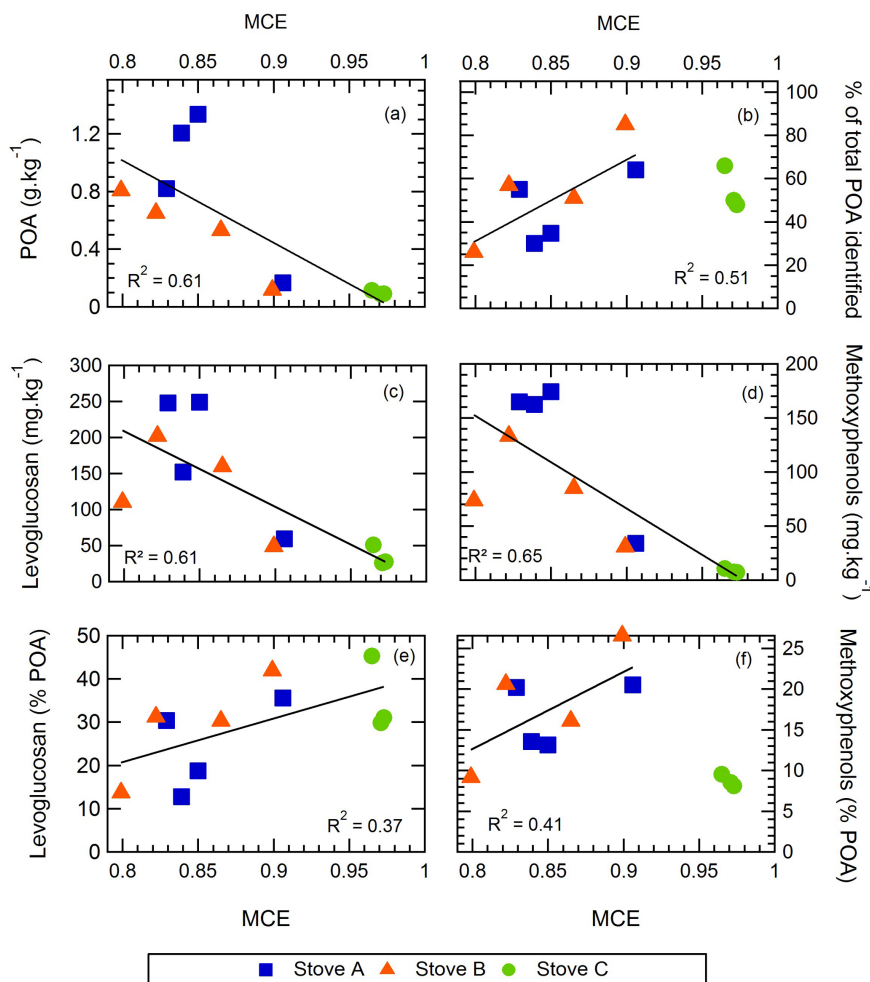 MCE
MCE
0.8 0.85 0.9 0.95 1
0.8 0.85 0.9 0.95 1
POA (g.kg⁻¹)
1.2
0.8
0.4
0
(a)
R² = 0.61
% of total POA identified
100
80
60
40
20
0
(b)
R² = 0.51
Levoglucosan (mg.kg⁻¹)
300
250
200
150
100
50
0
(c)
R² = 0.61
Methoxyphenols (mg.kg⁻¹)
200
150
100
50
0
(d)
R² = 0.65
Levoglucosan (% POA)
50
40
30
20
10
0
(e)
R² = 0.37
Methoxyphenols (% POA)
25
20
15
10
5
0
(f)
R² = 0.41
0.8 0.85 0.9 0.95 1
0.8 0.85 0.9 0.95 1
MCE
MCE
Stove A Stove B Stove C